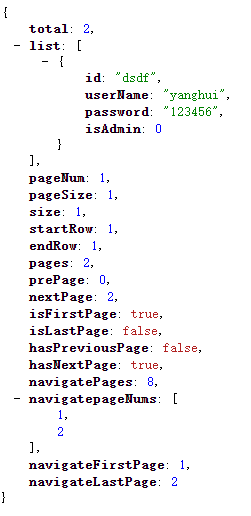 {
total: 2,
- list: [
- {
id: "dsdf",
userName: "yanghui",
password: "123456",
isAdmin: 0
}
],
pageNum: 1,
pageSize: 1,
size: 1,
startRow: 1,
endRow: 1,
pages: 2,
prePage: 0,
nextPage: 2,
isFirstPage: true,
isLastPage: false,
hasPreviousPage: false,
hasNextPage: true,
navigatePages: 8,
- navigatepageNums: [
1,
2
],
navigateFirstPage: 1,
navigateLastPage: 2
}